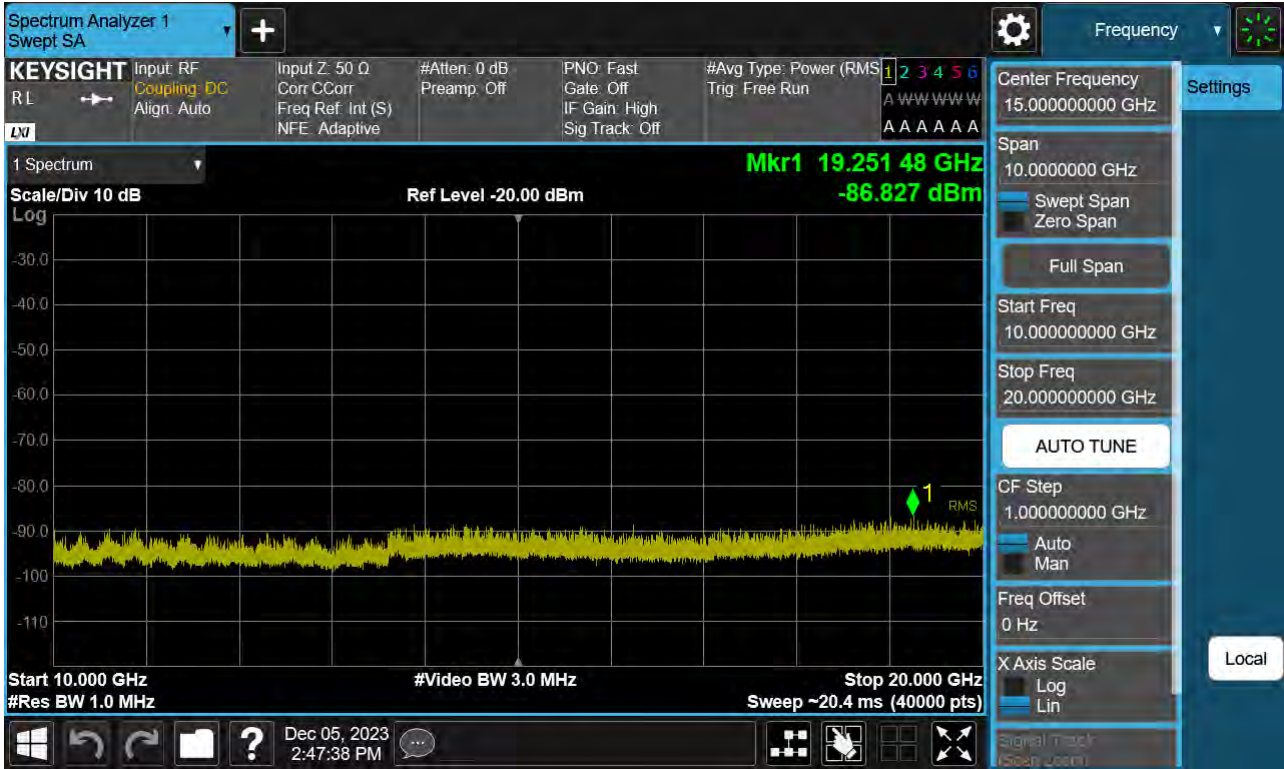 Spectrum Analyzer 1
Swept SA
+
Frequency
KEYSIGHT
RL
LXI
Input: RF
Coupling: DC
Align: Auto
Input Z: 50 Ω
Corr CCorr
Freq Ref: Int (S)
NFE: Adaptive
#Atten: 0 dB
Preamp: Off
PNO: Fast
Gate: Off
IF Gain: High
Sig Track: Off
#Avg Type: Power (RMS
Trig: Free Run
1 2 3 4 5 6
A W W W W W
A A A A A A
1 Spectrum
Scale/Div 10 dB
Log
Ref Level -20.00 dBm
Mkr1 19.251 48 GHz
-86.827 dBm
-30.0
-40.0
-50.0
-60.0
-70.0
-80.0
-90.0
-100
-110
1
RMS
Start 10.000 GHz
#Res BW 1.0 MHz
#Video BW 3.0 MHz
Stop 20.000 GHz
Sweep ~20.4 ms (40000 pts)
Center Frequency
15.000000000 GHz
Span
10.0000000 GHz
Swept Span
Zero Span
Full Span
Start Freq
10.000000000 GHz
Stop Freq
20.000000000 GHz
AUTO TUNE
CF Step
1.000000000 GHz
Auto
Man
Freq Offset
0 Hz
X Axis Scale
Log
Lin
Signal Track
(Span Zoom)
Settings
Local
?
Dec 05, 2023
2:47:38 PM